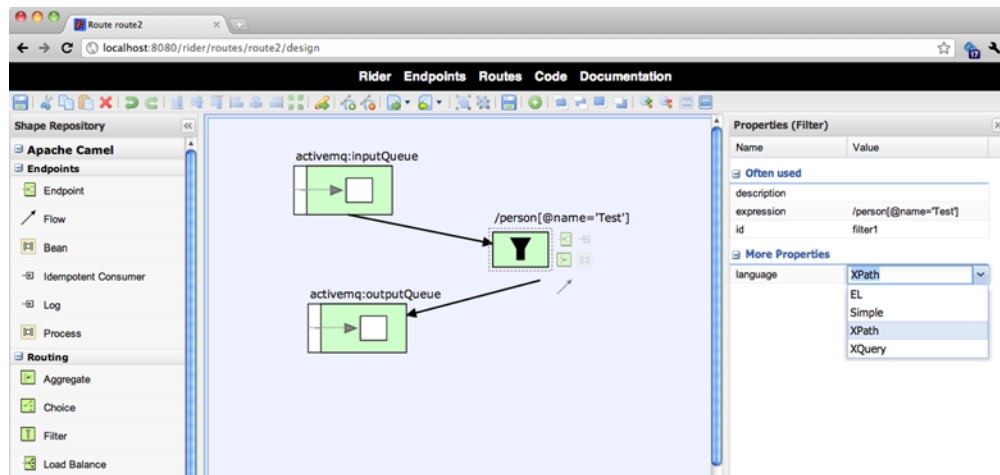 Route route2
localhost:8080/rider/routes/route2/design
17
Rider Endpoints Routes Code Documentation
Shape Repository
Apache Camel
Endpoints
Endpoint
Flow
Bean
Idempotent Consumer
Log
Process
Routing
Aggregate
Choice
Filter
Load Balance
activemq:inputQueue
/person[@name='Test']
activemq:outputQueue
Properties (Filter)
Name Value
Often used
description
expression /person[@name='Test']
id filter1
More Properties
language XPath
EL
Simple
XPath
XQuery